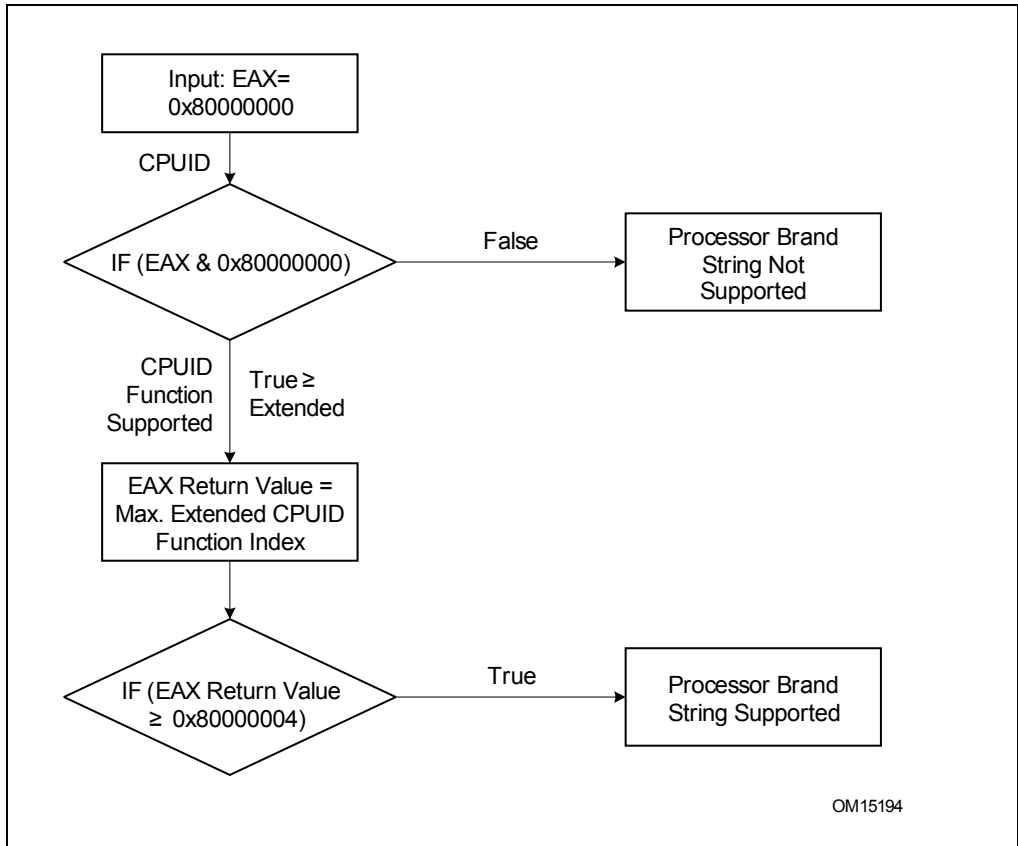 Input: EAX=
0x80000000
CPUID
IF (EAX & 0x80000000)
False
Processor Brand
String Not
Supported
CPUID
Function
Supported
True ≥
Extended
EAX Return Value =
Max. Extended CPUID
Function Index
IF (EAX Return Value
≥ 0x80000004)
True
Processor Brand
String Supported
OM15194